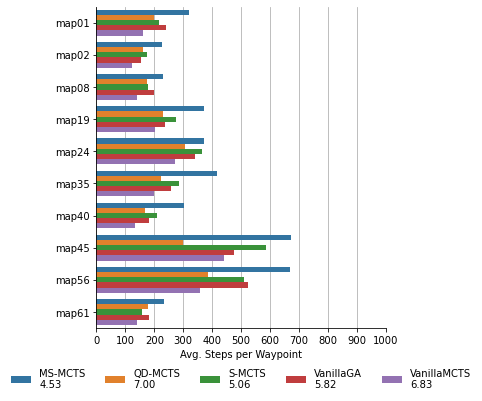 map01
map02
map08
map19
map24
map35
map40
map45
map56
map61
0 100 200 300 400 500 600 700 800 900 1000
Avg. Steps per Waypoint
MS-MCTS QD-MCTS S-MCTS VanillaGA VanillaMCTS
4.53 7.00 5.06 5.82 6.83